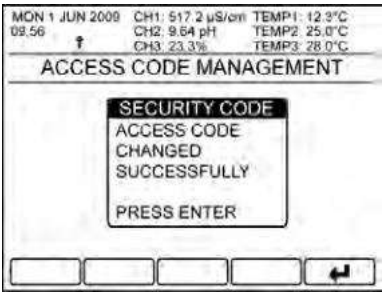 MON 1 JUN 2009 CH1: 517.2 µS/cm TEMP1: 12.3°C
09.56 CH2: 9.64 pH TEMP2: 25.0°C
CH3: 23.3% TEMP3: 28.0°C
ACCESS CODE MANAGEMENT
SECURITY CODE
ACCESS CODE
CHANGED
SUCCESSFULLY
PRESS ENTER